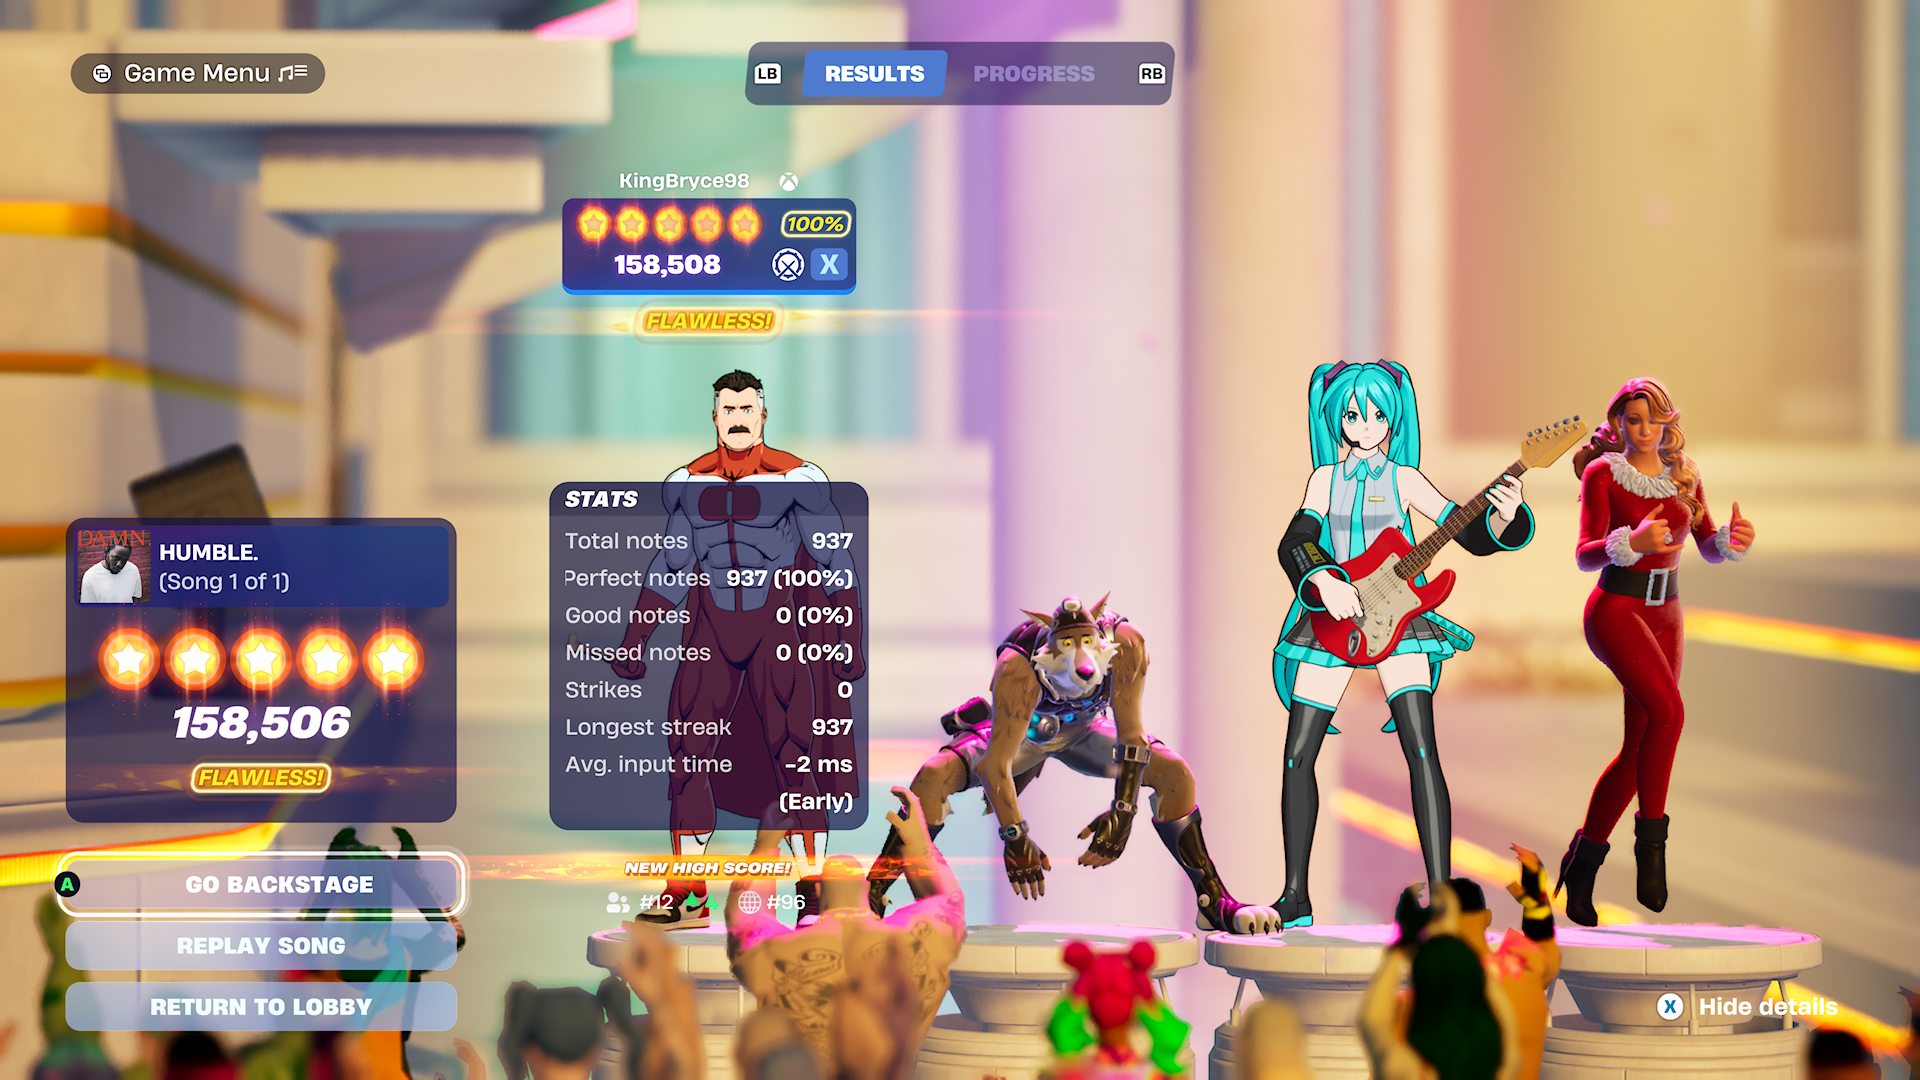 Game Menu
LB
RESULTS
PROGRESS
RB
KingBryce98
100%
158,508
X
FLAWLESS!
STATS
Total notes 937
Perfect notes 937 (100%)
Good notes 0 (0%)
Missed notes 0 (0%)
Strikes 0
Longest streak 937
Avg. input time -2 ms
(Early)
NEW HIGH SCORE!
#12 4 #96
DAMN.
HUMBLE.
(Song 1 of 1)
158,506
FLAWLESS!
A GO BACKSTAGE
REPLAY SONG
RETURN TO LOBBY
X Hide details